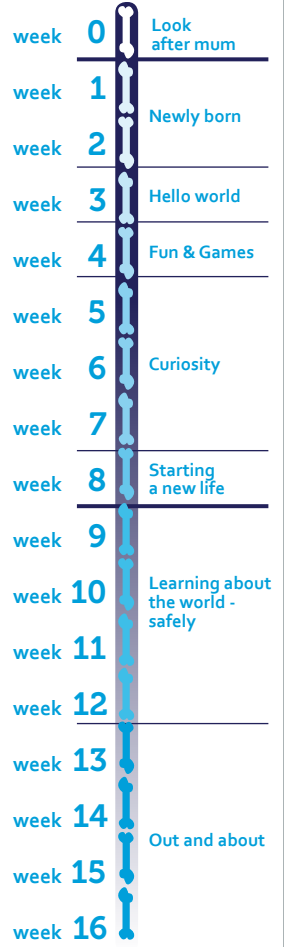 week 0 Look
after mum
week 1
Newly born
week 2
week 3 Hello world
week 4 Fun & Games
week 5
week 6 Curiosity
week 7
week 8 Starting
a new life
week 9
week 10 Learning about
the world -
safely
week 11
week 12
week 13
week 14
Out and about
week 15
week 16